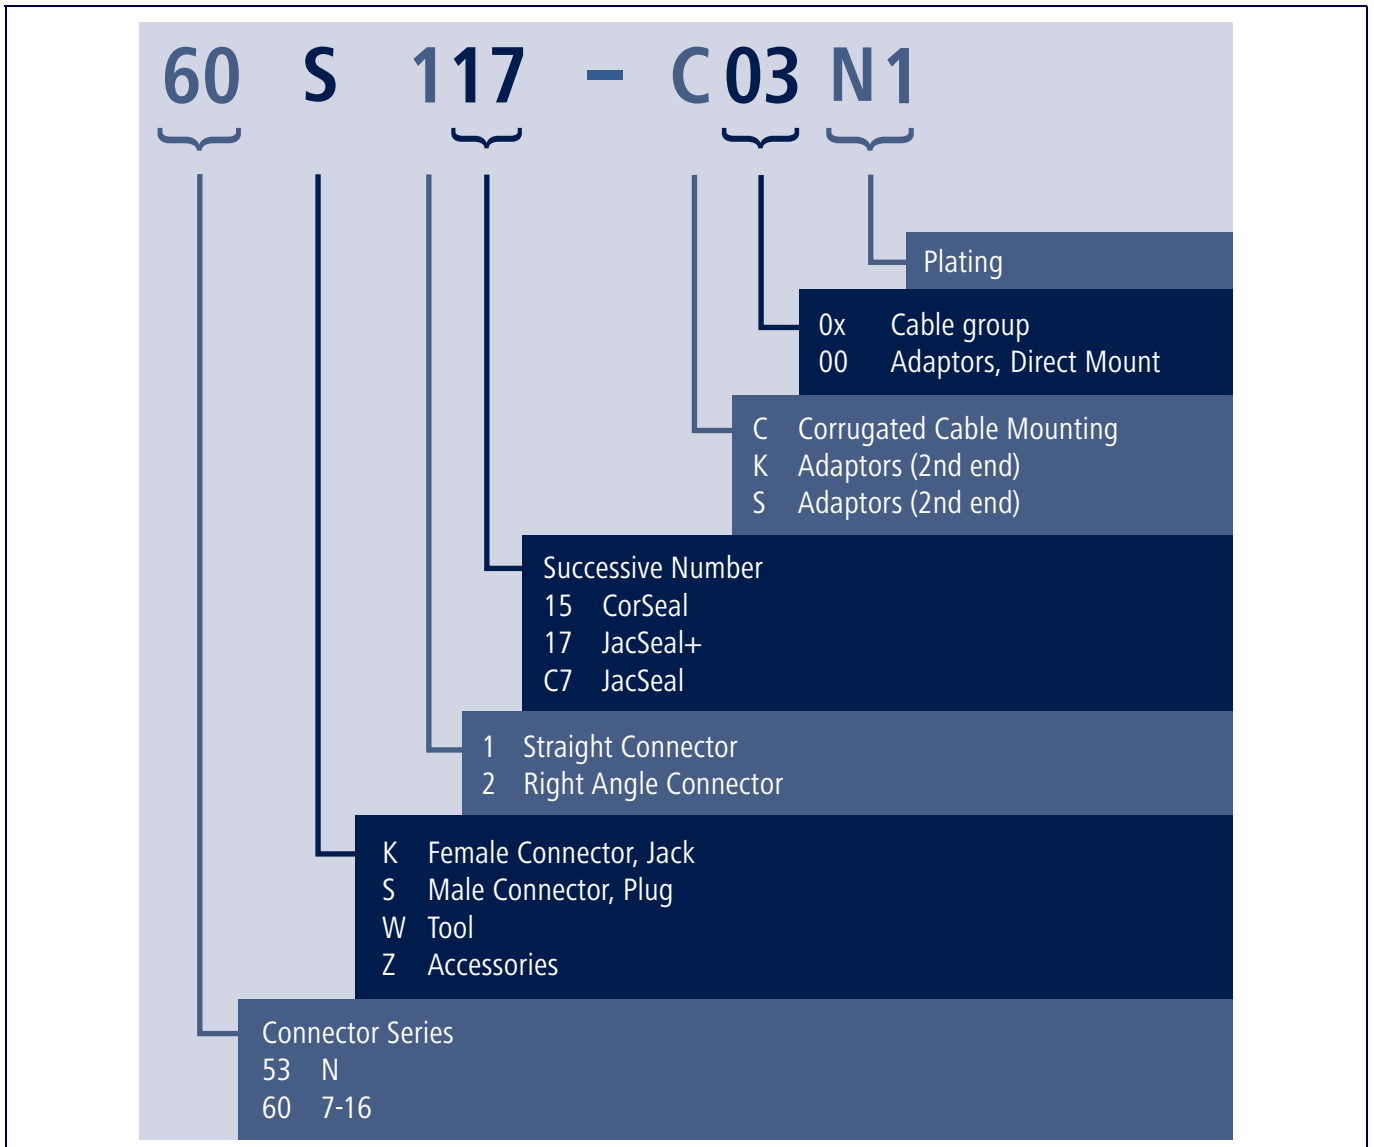 60 S 117 - C03 N1
Plating
0x Cable group
00 Adaptors, Direct Mount
C Corrugated Cable Mounting
K Adaptors (2nd end)
S Adaptors (2nd end)
Successive Number
15 CorSeal
17 JacSeal+
C7 JacSeal
1 Straight Connector
2 Right Angle Connector
K Female Connector, Jack
S Male Connector, Plug
W Tool
Z Accessories
Connector Series
53 N
60 7-16